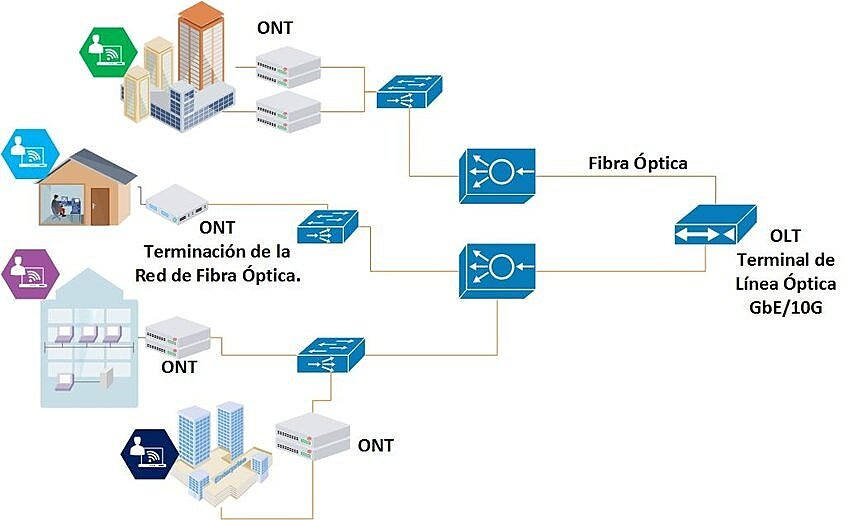 ONT
Fibra Óptica
ONT
Terminación de la
Red de Fibra Óptica.
OLT
Terminal de
Línea Óptica
GbE/10G
ONT
ONT
Enterprise